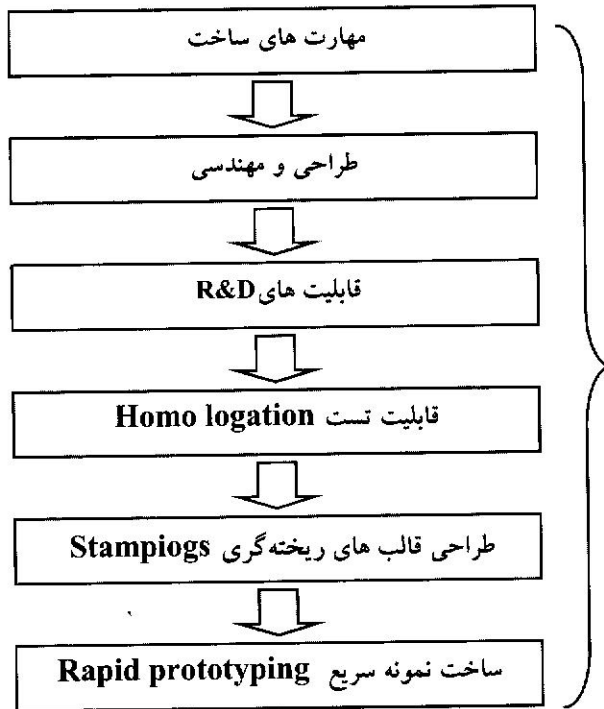 مهارت های ساخت
طراحی و مهندسی
قابلیت های R&D
قابلیت تست Homo logation
طراحی قالب های ریخته‌گری Stampiogs
ساخت نمونه سریع Rapid prototyping